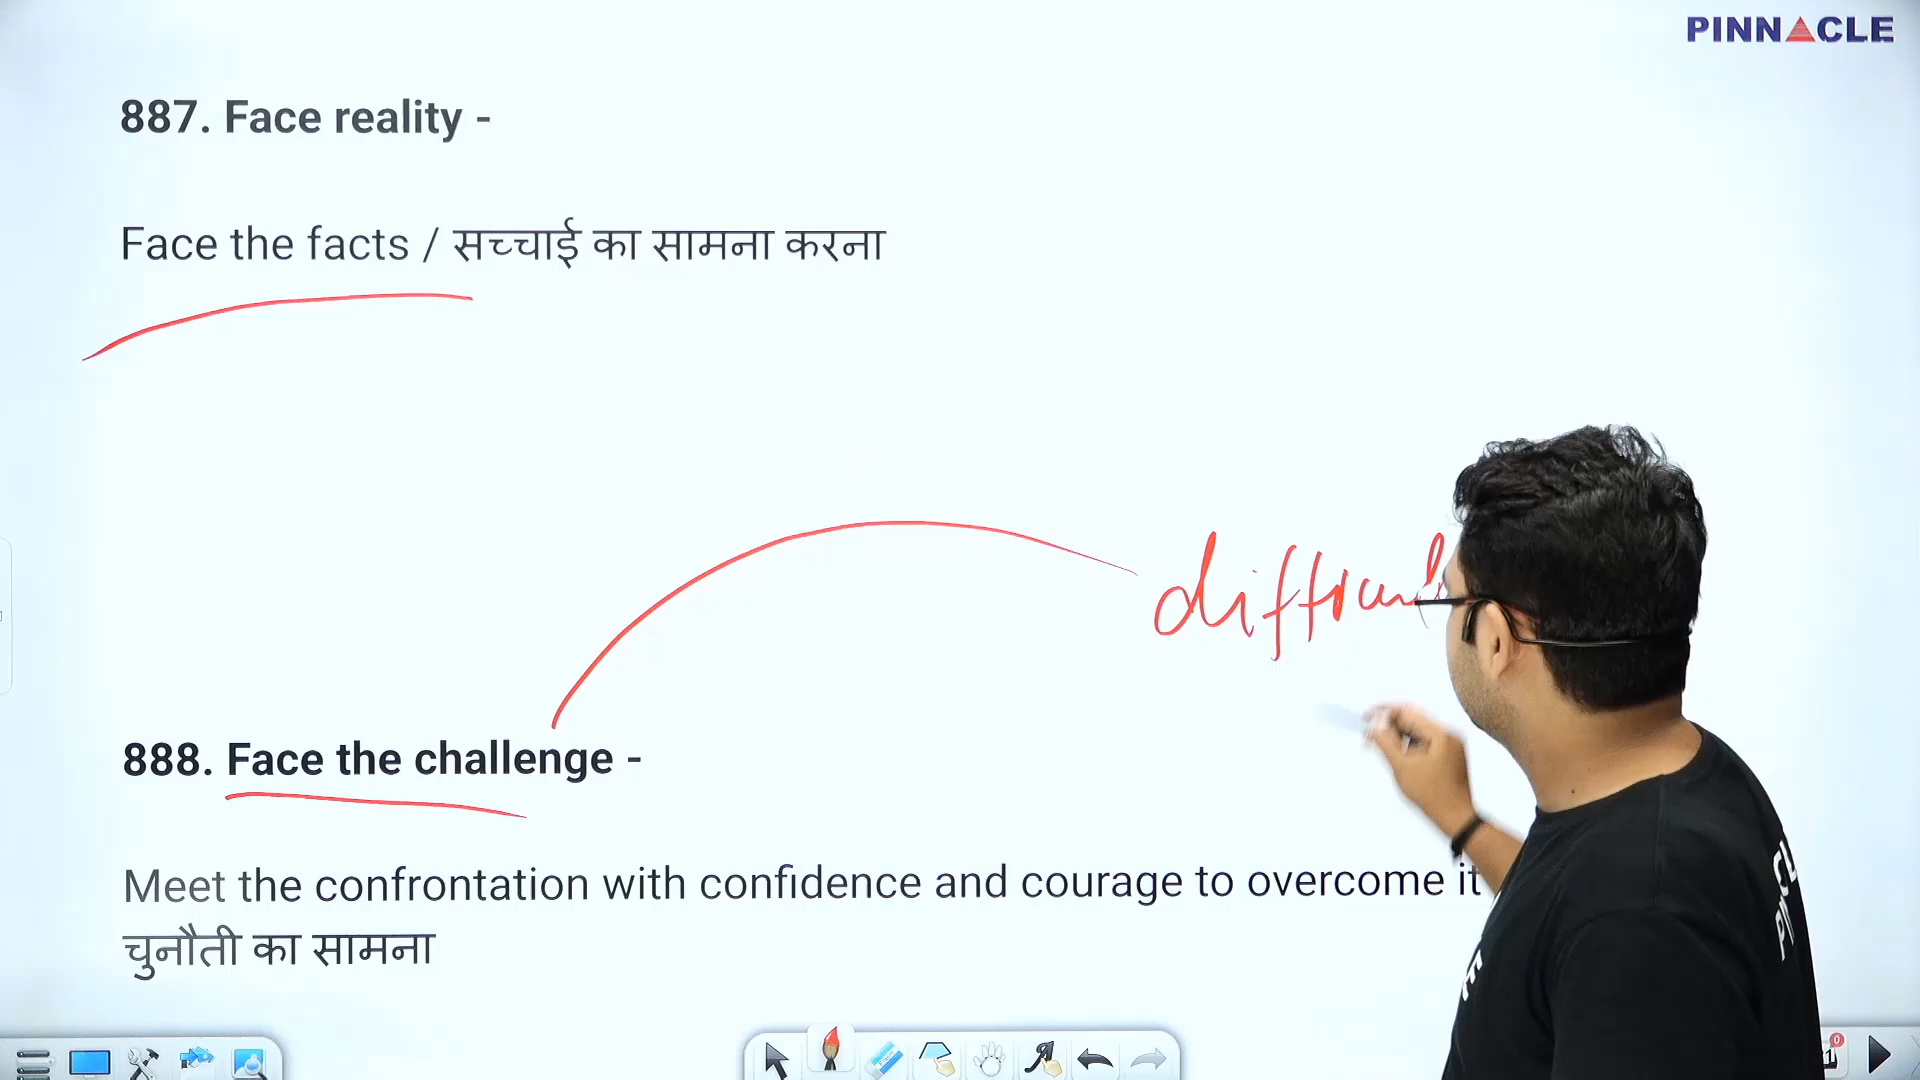 PINNACLE
887. Face reality -
Face the facts / सच्चाई का सामना करना
888. Face the challenge -
Meet the confrontation with confidence and courage to overcome it
चुनौती का सामना